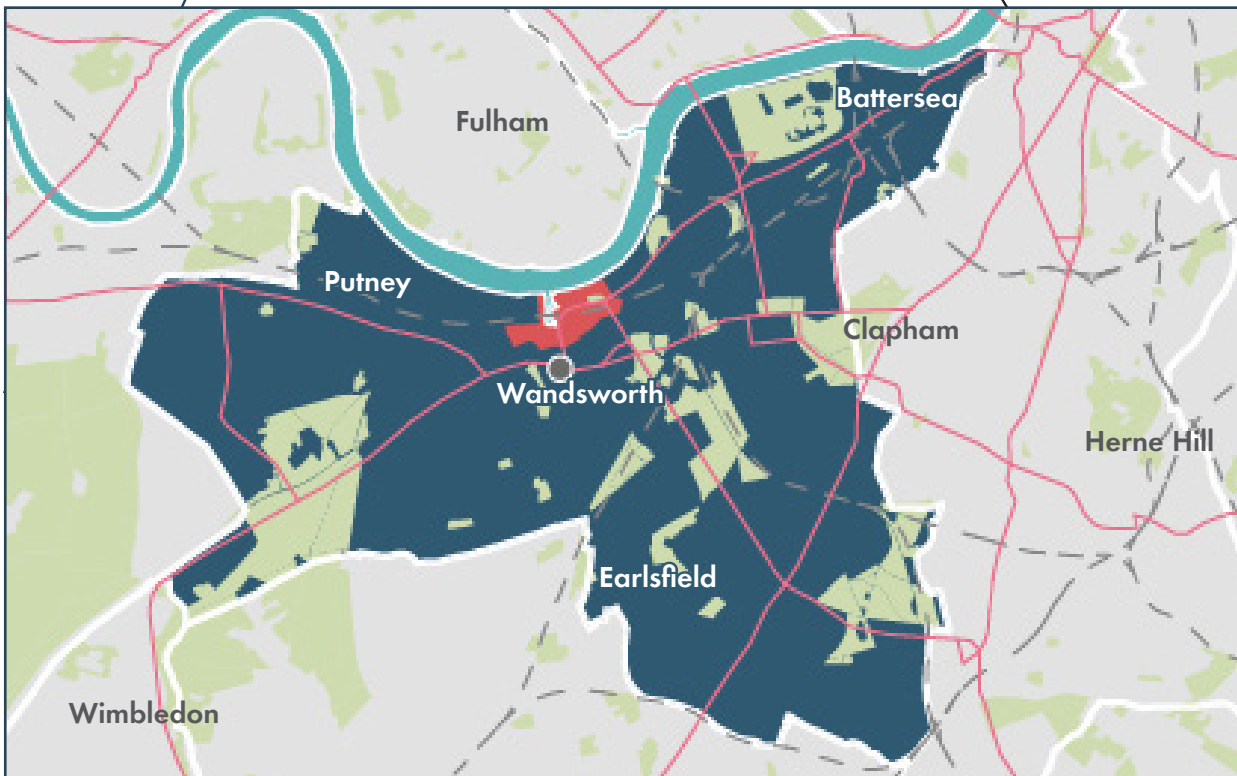 Battersea
Fulham
Putney
Clapham
Wandsworth
Herne Hill
Earlsfield
Wimbledon